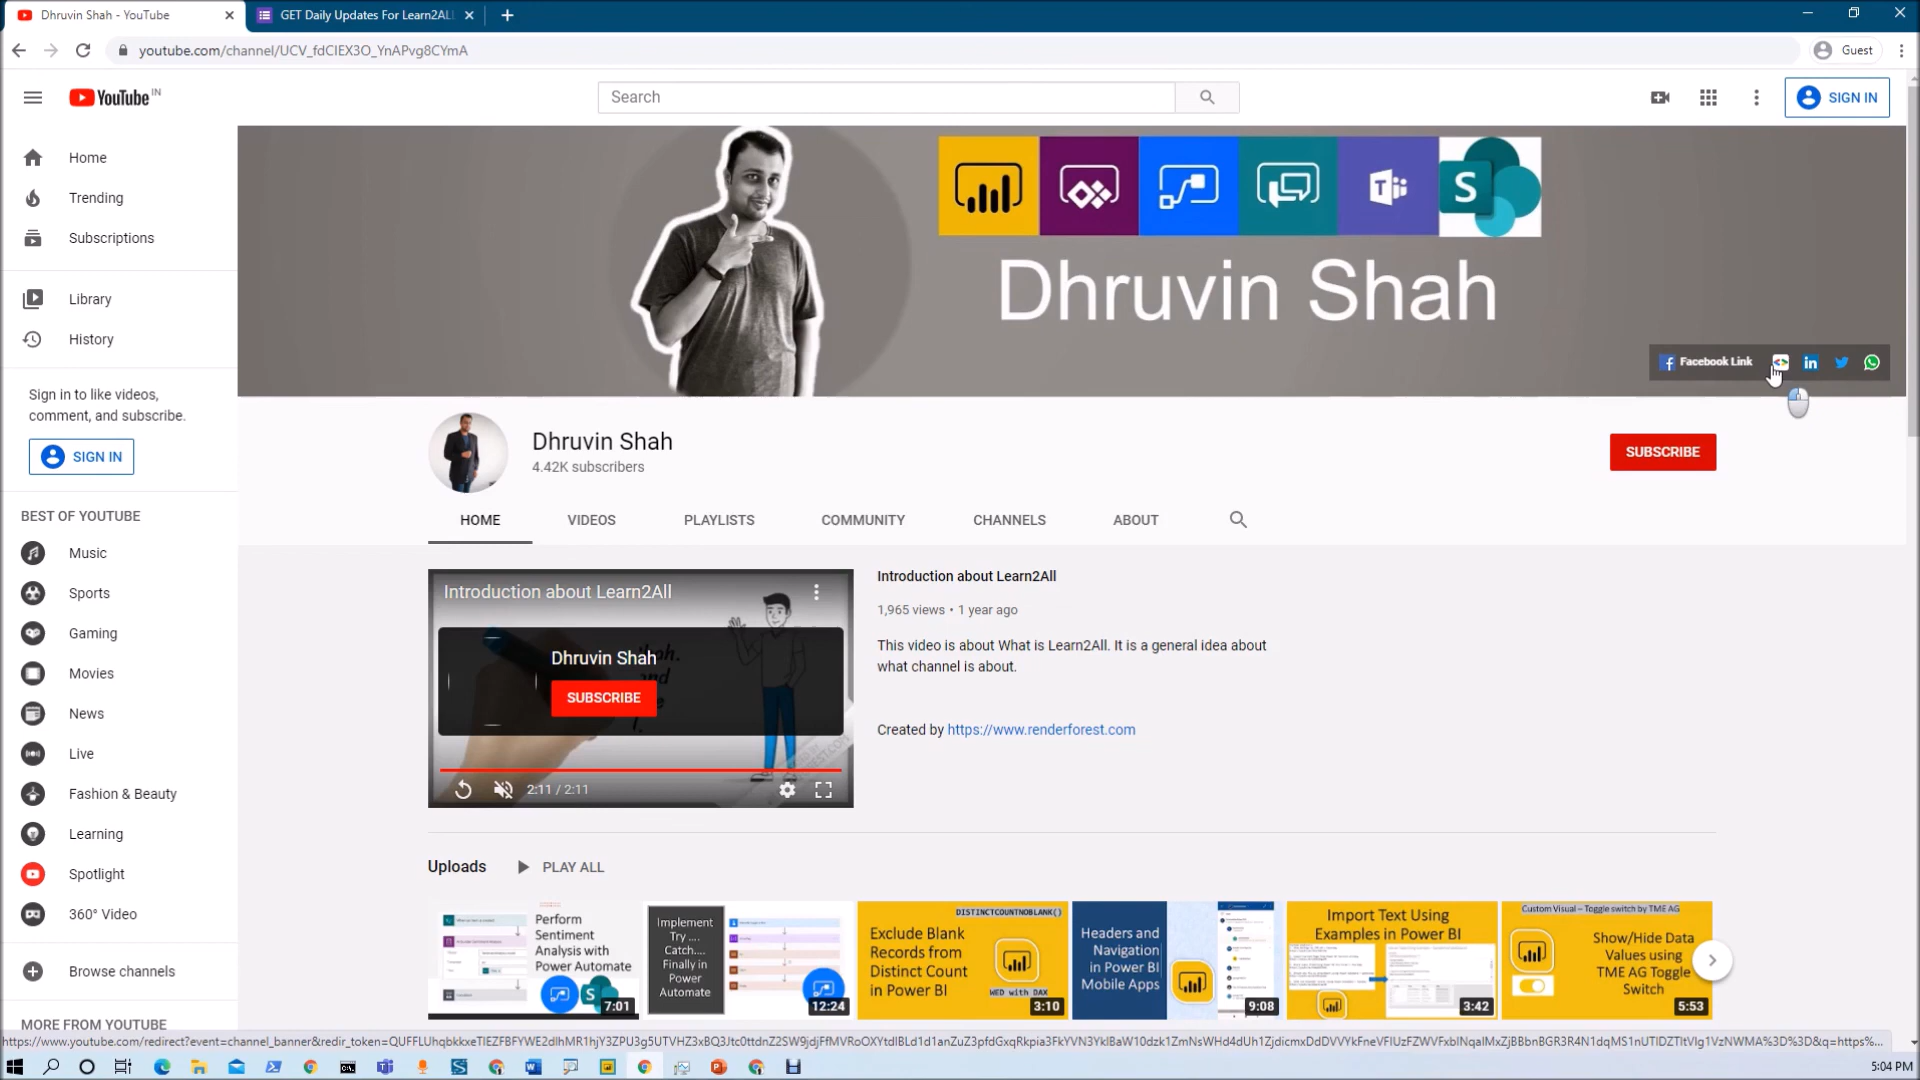 Dhruvin Shah - YouTube
GET Daily Updates For Learn2ALL
youtube.com/channel/UCV_fdCIEX3O_YnAPvg8CYmA
Guest
YouTube IN
Search
SIGN IN
Home
Trending
Subscriptions
Library
History
Sign in to like videos,
comment, and subscribe.
SIGN IN
BEST OF YOUTUBE
Music
Sports
Gaming
Movies
News
Live
Fashion & Beauty
Learning
Spotlight
360° Video
Browse channels
MORE FROM YOUTUBE
Dhruvin Shah
Facebook Link
Dhruvin Shah
4.42K subscribers
SUBSCRIBE
HOME
VIDEOS
PLAYLISTS
COMMUNITY
CHANNELS
ABOUT
Introduction about Learn2All
Dhruvin Shah
SUBSCRIBE
2:11 / 2:11
Introduction about Learn2All
1,965 views • 1 year ago
This video is about What is Learn2All. It is a general idea about
what channel is about.
Created by https://www.renderforest.com
Uploads
PLAY ALL
Perform
Sentiment
Analysis with
Power Automate
7:01
Implement
Try ....
Catch....
Finally in
Power
Automate
12:24
DISTINCTCOUNTNOBLANK()
Exclude Blank
Records from
Distinct Count
in Power BI
WED with DAX
3:10
Headers and
Navigation
in Power BI
Mobile Apps
9:08
Import Text Using
Examples in Power BI
3:42
Custom Visual – Toggle switch by TME AG
Show/Hide Data
Values using
TME AG Toggle
Switch
5:53
5:04 PM